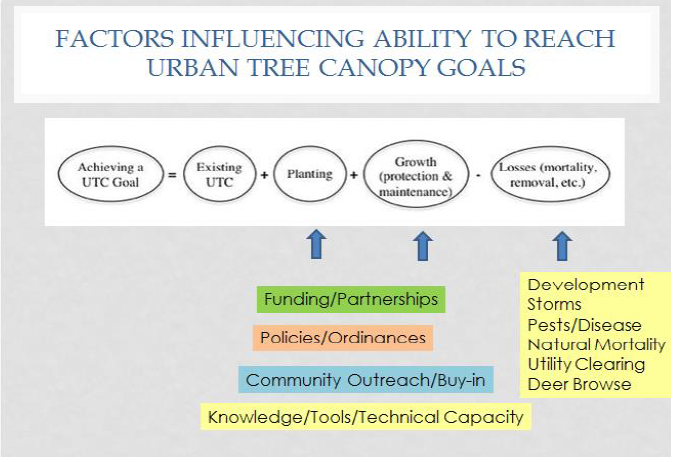 FACTORS INFLUENCING ABILITY TO REACH
URBAN TREE CANOPY GOALS
Achieving a
UTC Goal
=
Existing
UTC
+
Planting
+
Growth
(protection &
maintenance)
-
Losses (mortality,
removal, etc.)
Funding/Partnerships
Policies/Ordinances
Community Outreach/Buy-in
Knowledge/Tools/Technical Capacity
Development
Storms
Pests/Disease
Natural Mortality
Utility Clearing
Deer Browse